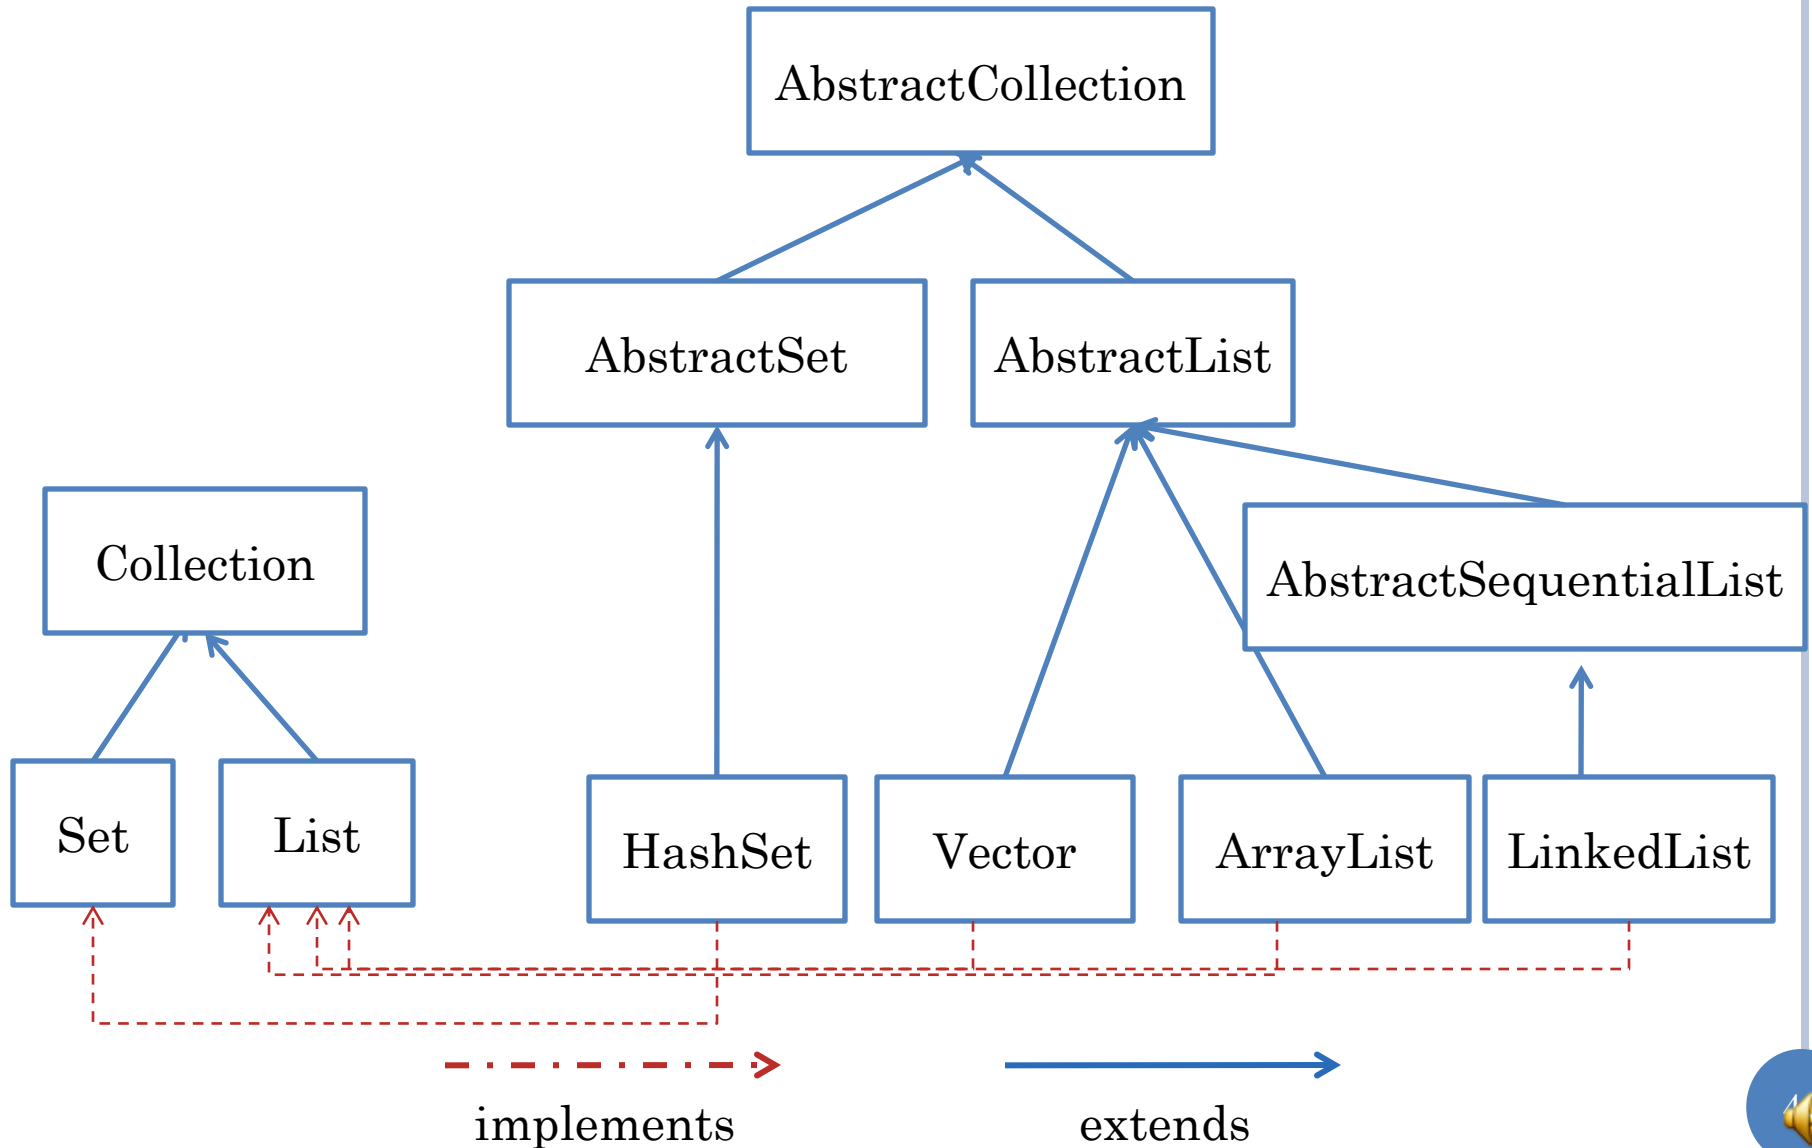 AbstractCollection
AbstractSet
AbstractList
Collection
AbstractSequentialList
Set
List
HashSet
Vector
ArrayList
LinkedList
implements
extends